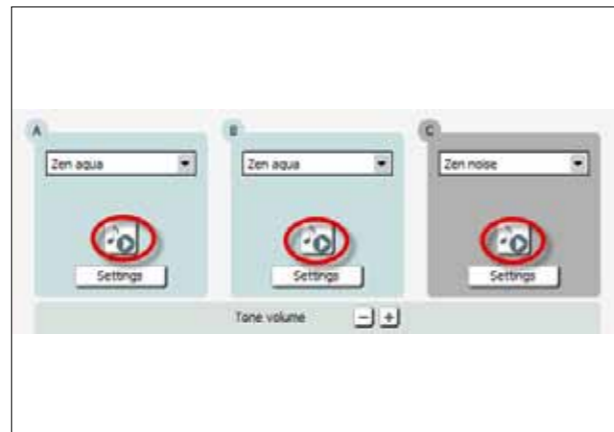 A B C
Zen aqua Zen aqua Zen noise
Settings Settings Settings
Tone volume - +